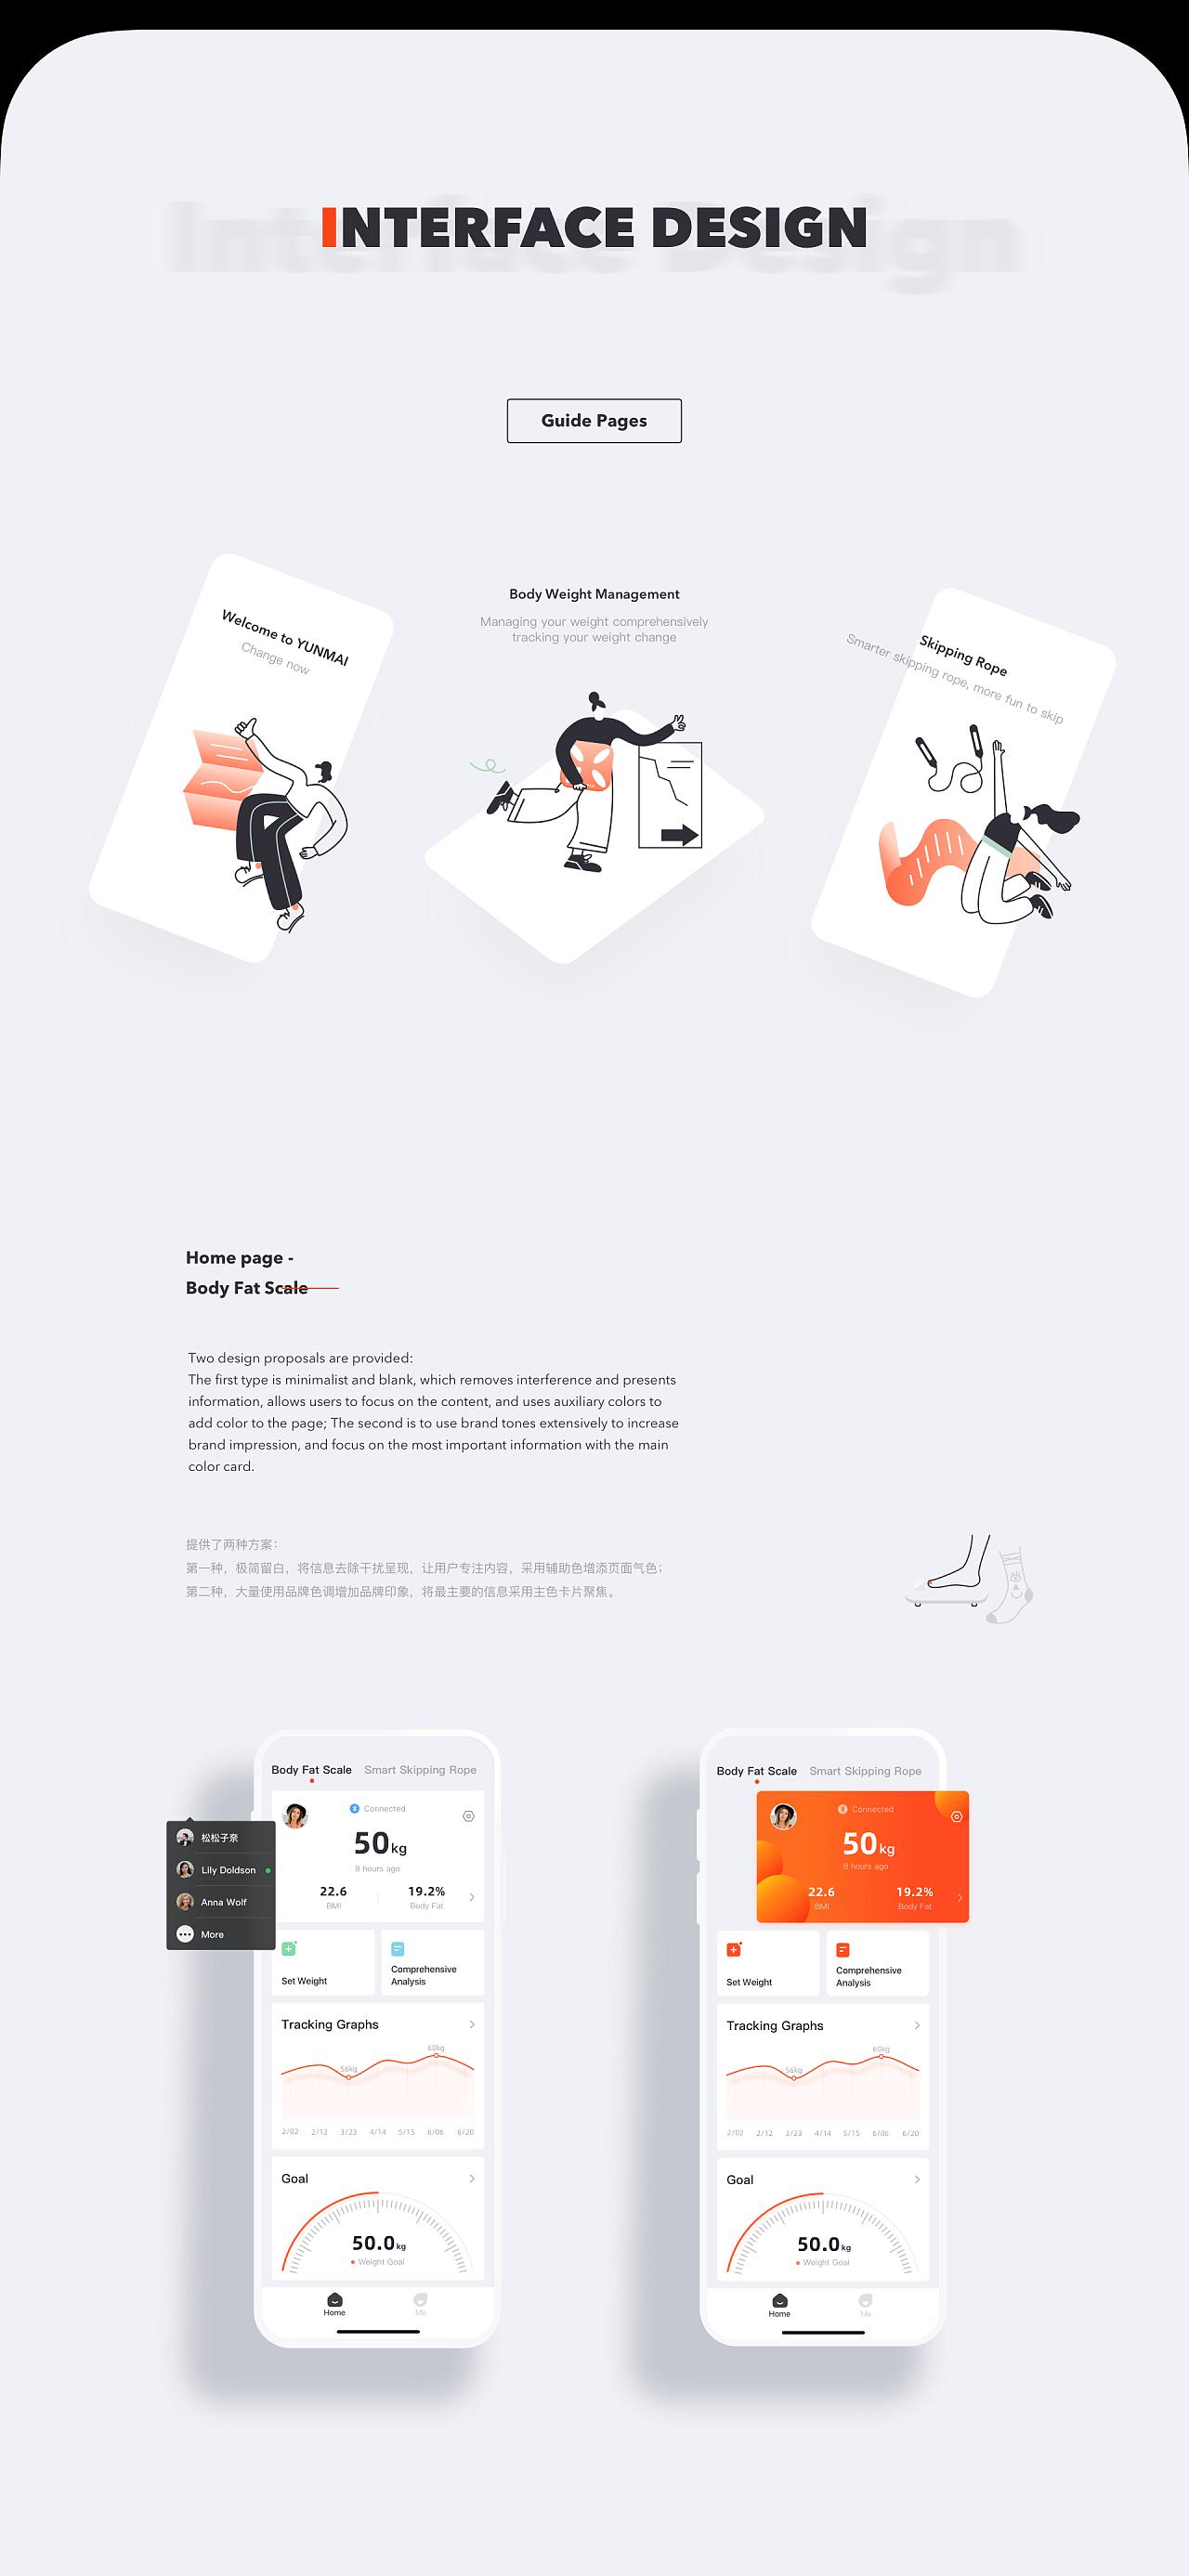 INTERFACE DESIGN
Interface Design
Guide Pages
Welcome to YUNMAI
Change now
Body Weight Management
Managing your weight comprehensively
tracking your weight change
Skipping Rope
Smarter skipping rope, more fun to skip
Home page -
Body Fat Scale
Two design proposals are provided:
The first type is minimalist and blank, which removes interference and presents
information, allows users to focus on the content, and uses auxiliary colors to
add color to the page; The second is to use brand tones extensively to increase
brand impression, and focus on the most important information with the main
color card.
提供了两种方案：
第一种，极简留白，将信息去除干扰呈现，让用户专注内容，采用辅助色增添页面气色；
第二种，大量使用品牌色调增加品牌印象，将最主要的信息采用主色卡片聚焦。
Body Fat Scale Smart Skipping Rope
Connected
50kg
8 hours ago
22.6 19.2%
BMI Body Fat
松松子奈
Lily Doldson
Anna Wolf
More
Set Weight
Comprehensive
Analysis
Tracking Graphs
60kg
56kg
2/02 2/12 3/23 4/14 5/15 6/06 6/20
Goal
50.0kg
Weight Goal
Home Me
Body Fat Scale Smart Skipping Rope
Connected
50kg
8 hours ago
22.6 19.2%
BMI Body Fat
Set Weight
Comprehensive
Analysis
Tracking Graphs
60kg
56kg
2/02 2/12 3/23 4/14 5/15 6/06 6/20
Goal
50.0kg
Weight Goal
Home Me